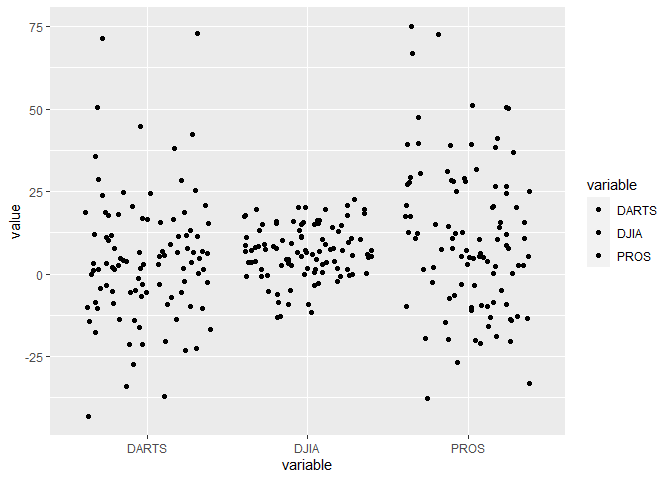 75
50
25
0
-25
value
DARTS
DJIA
PROS
variable
variable
DARTS
DJIA
PROS